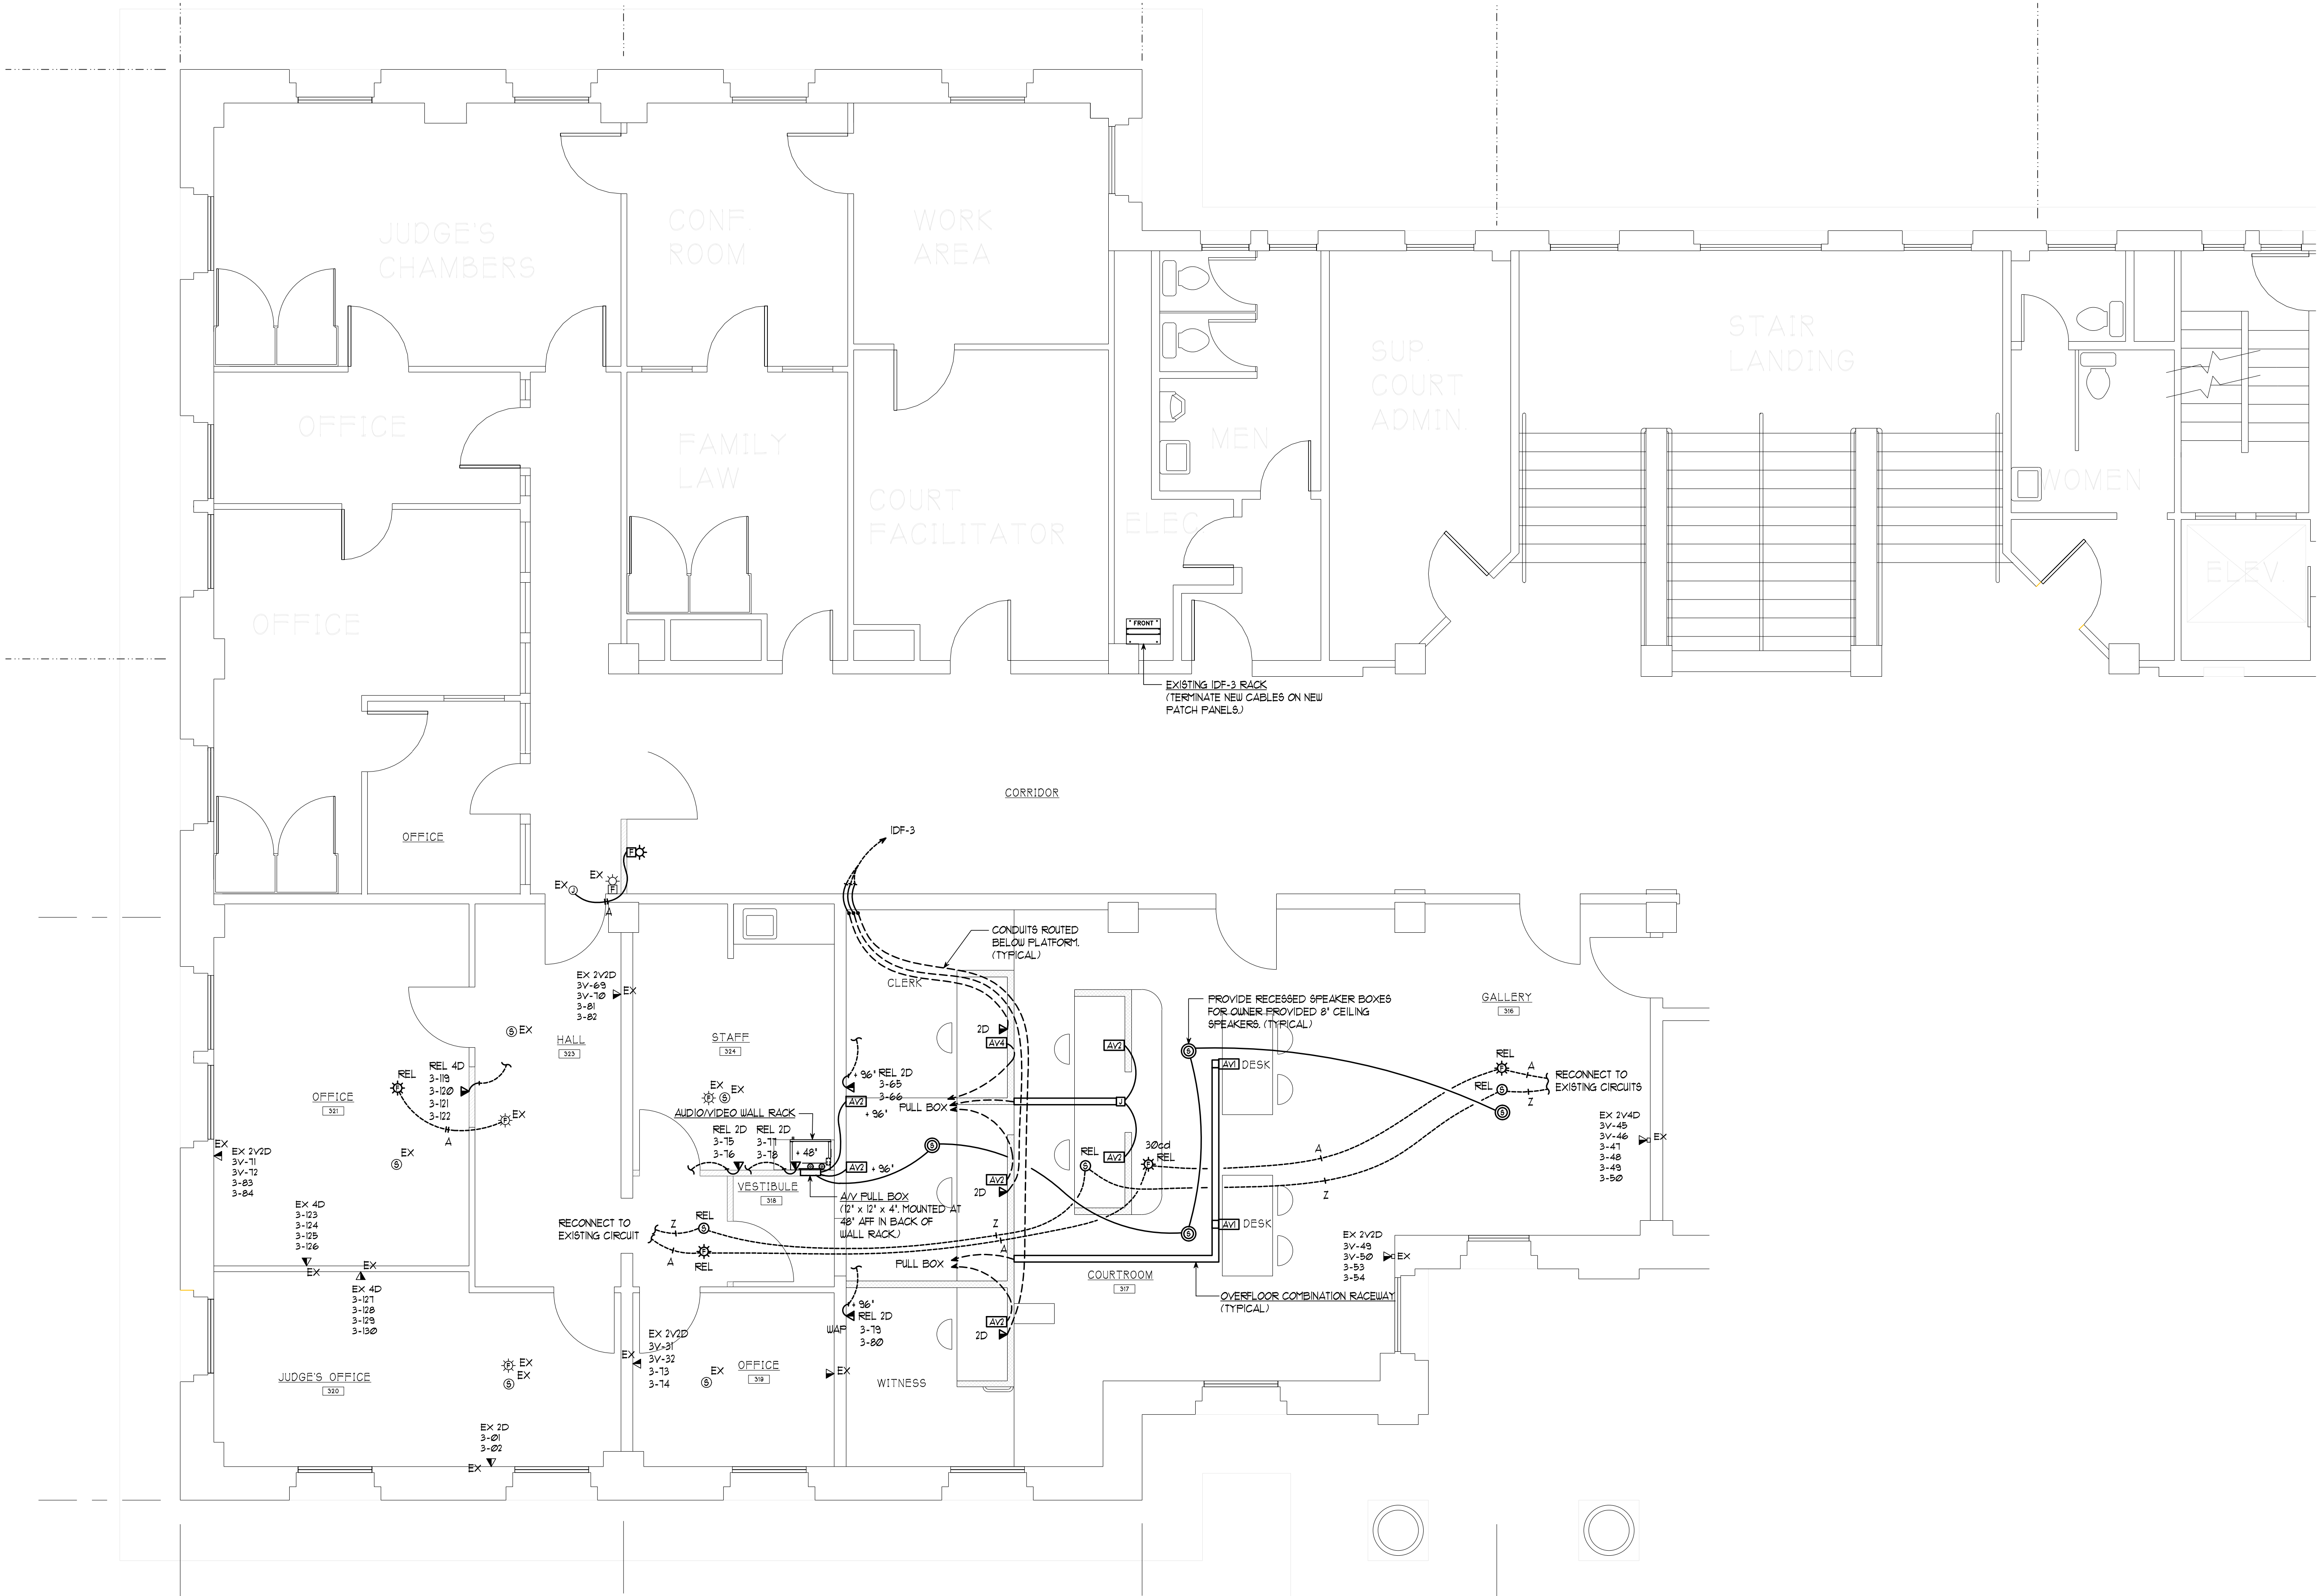 JUDGE'S
CHAMBERS
CONF.
ROOM
WORK
AREA
STAIR
LANDING
SUP.
COURT
ADMIN.
OFFICE
FAMILY
LAW
MEN
WOMEN
COURT
FACILITATOR
ELEC.
ELEV.
OFFICE
FRONT
EXISTING IDF-3 RACK
(TERMINATE NEW CABLES ON NEW
PATCH PANELS.)
CORRIDOR
OFFICE
IDF-3
F
EX
F
EX
J
A
CONDUITS ROUTED
BELOW PLATFORM.
(TYPICAL)
CLERK
EX 2V2D
3V-69
3V-70
3-81
3-82
EX
PROVIDE RECESSED SPEAKER BOXES
FOR OWNER PROVIDED 8" CEILING
SPEAKERS. (TYPICAL)
GALLERY
316
S EX
HALL
323
STAFF
324
2D
AV4
AV2
S
AV1 DESK
REL
F
A
RECONNECT TO
EXISTING CIRCUITS
REL
S
Z
S
REL
F
REL 4D
3-119
3-120
3-121
3-122
OFFICE
321
F EX
A
EX
F
S EX
+ 96"
REL 2D
3-65
3-66
AV2
+ 96"
PULL BOX
J
AUDIO/VIDEO WALL RACK
REL 2D
3-75
3-76
REL 2D
3-77
3-78
+ 48"
EX 2V4D
3V-45
3V-46
3-47
3-48
3-49
3-50
EX
EX
S
EX
EX 2V2D
3V-71
3V-72
3-83
3-84
S
AV2
+ 96"
REL
S
AV2
30cd
F
REL
A
Z
AV2
2D
VESTIBULE
318
A/V PULL BOX
(12" x 12" x 4", MOUNTED AT
48" AFF IN BACK OF
WALL RACK.)
EX 4D
3-123
3-124
3-125
3-126
EX
RECONNECT TO
EXISTING CIRCUIT
Z
REL
S
A
F
REL
Z
A
S
AV1 DESK
EX 2V2D
3V-49
3V-50
3-53
3-54
EX
PULL BOX
COURTROOM
317
OVERFLOOR COMBINATION RACEWAY
(TYPICAL)
EX
EX 4D
3-127
3-128
3-129
3-130
+ 96"
REL 2D
WAP
3-79
3-80
AV2
2D
EX 2V2D
3V-31
3V-32
3-73
3-74
EX
F EX
S EX
JUDGE'S OFFICE
320
EX
S
OFFICE
319
EX
WITNESS
EX 2D
3-01
3-02
EX